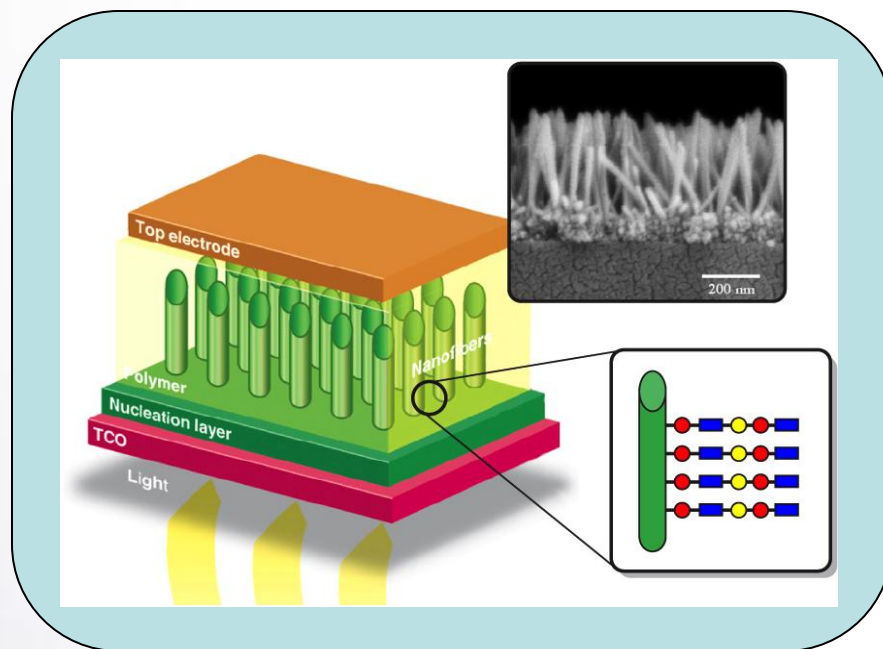 Top electrode
200 nm
Nanofibers
Polymer
Nucleation layer
TCO
Light